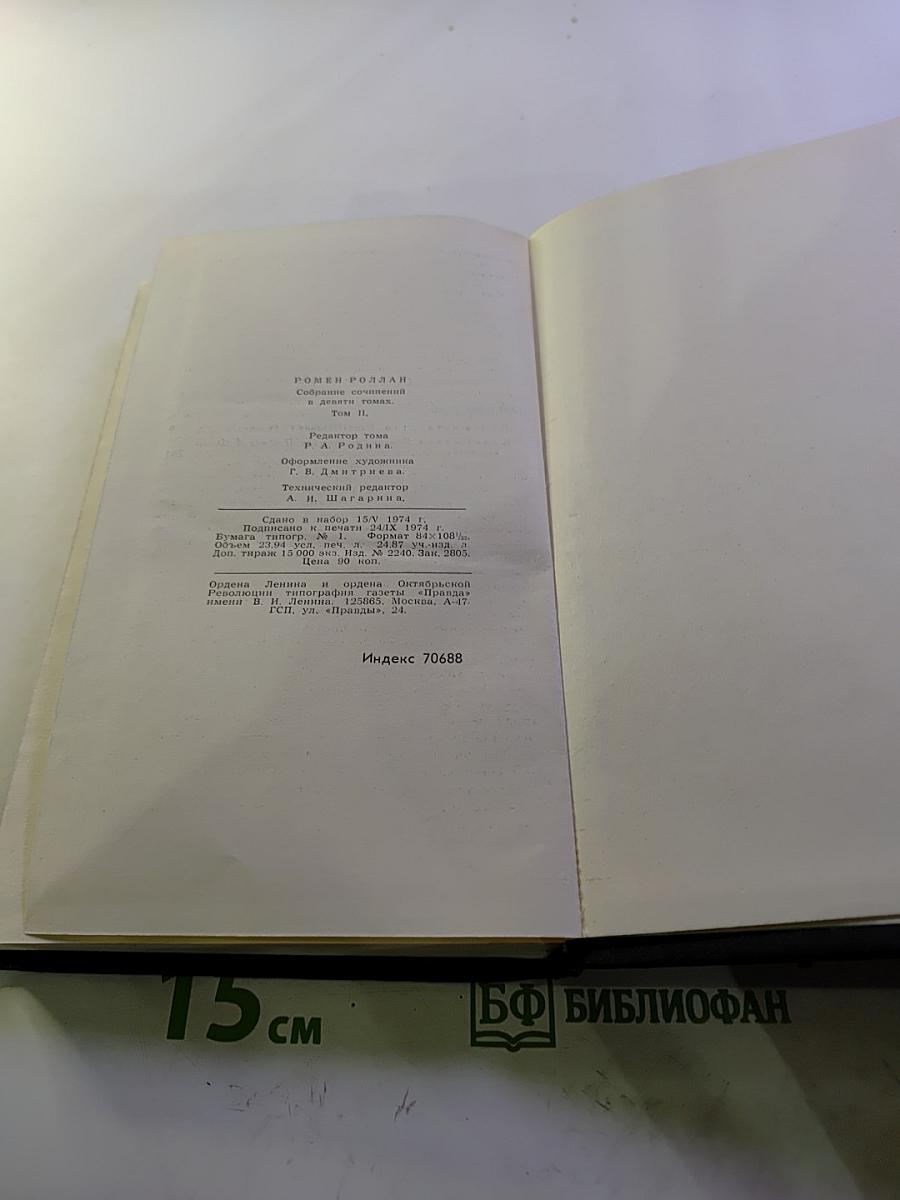 РОМЕН РОЛЛАН
Собрание сочинений
в девяти томах.
Том II.
Редактор тома
Р. А. Родина.
Оформление художника
Г. В. Дмитриева.
Технический редактор
А. И. Шагарина.
Сдано в набор 15/V 1974 г.
Подписано к печати 24/IX 1974 г.
Бумага типогр. № 1. Формат 84×108¹/₃₂.
Объем 23,94 усл. печ. л. 24,87 уч.-изд. л.
Доп. тираж 15 000 экз. Изд. № 2240. Зак. 2805.
Цена 90 коп.
Ордена Ленина и ордена Октябрьской
Революции типография газеты «Правда»
имени В. И. Ленина. 125865, Москва, А-47,
ГСП, ул. «Правды», 24.
Индекс 70688
15 см
БФ БИБЛИОФАН